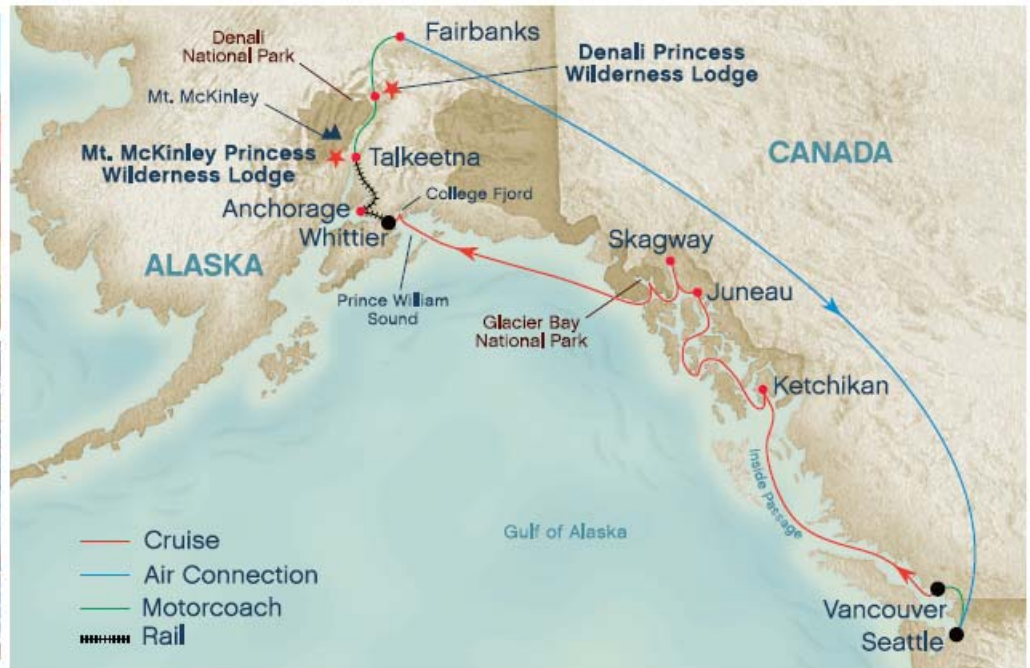 Fairbanks
Denali
National Park
Denali Princess
Wilderness Lodge
Mt. McKinley
Mt. McKinley Princess
Wilderness Lodge
Talkeetna
CANADA
College Fjord
Anchorage
Whittier
Skagway
ALASKA
Juneau
Prince William
Sound
Glacier Bay
National Park
Ketchikan
Inside Passage
Gulf of Alaska
Cruise
Air Connection
Motorcoach
Rail
Vancouver
Seattle